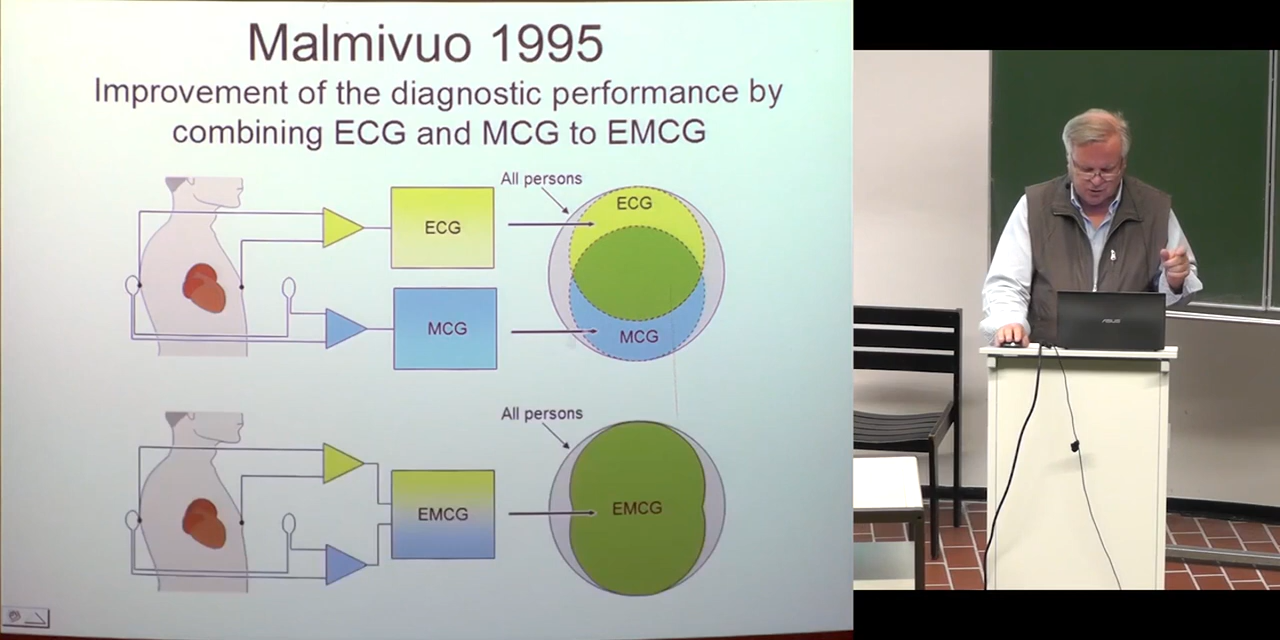 Malmivuo 1995
Improvement of the diagnostic performance by
combining ECG and MCG to EMCG
All persons
ECG
ECG
MCG
MCG
All persons
EMCG
EMCG
ASUS